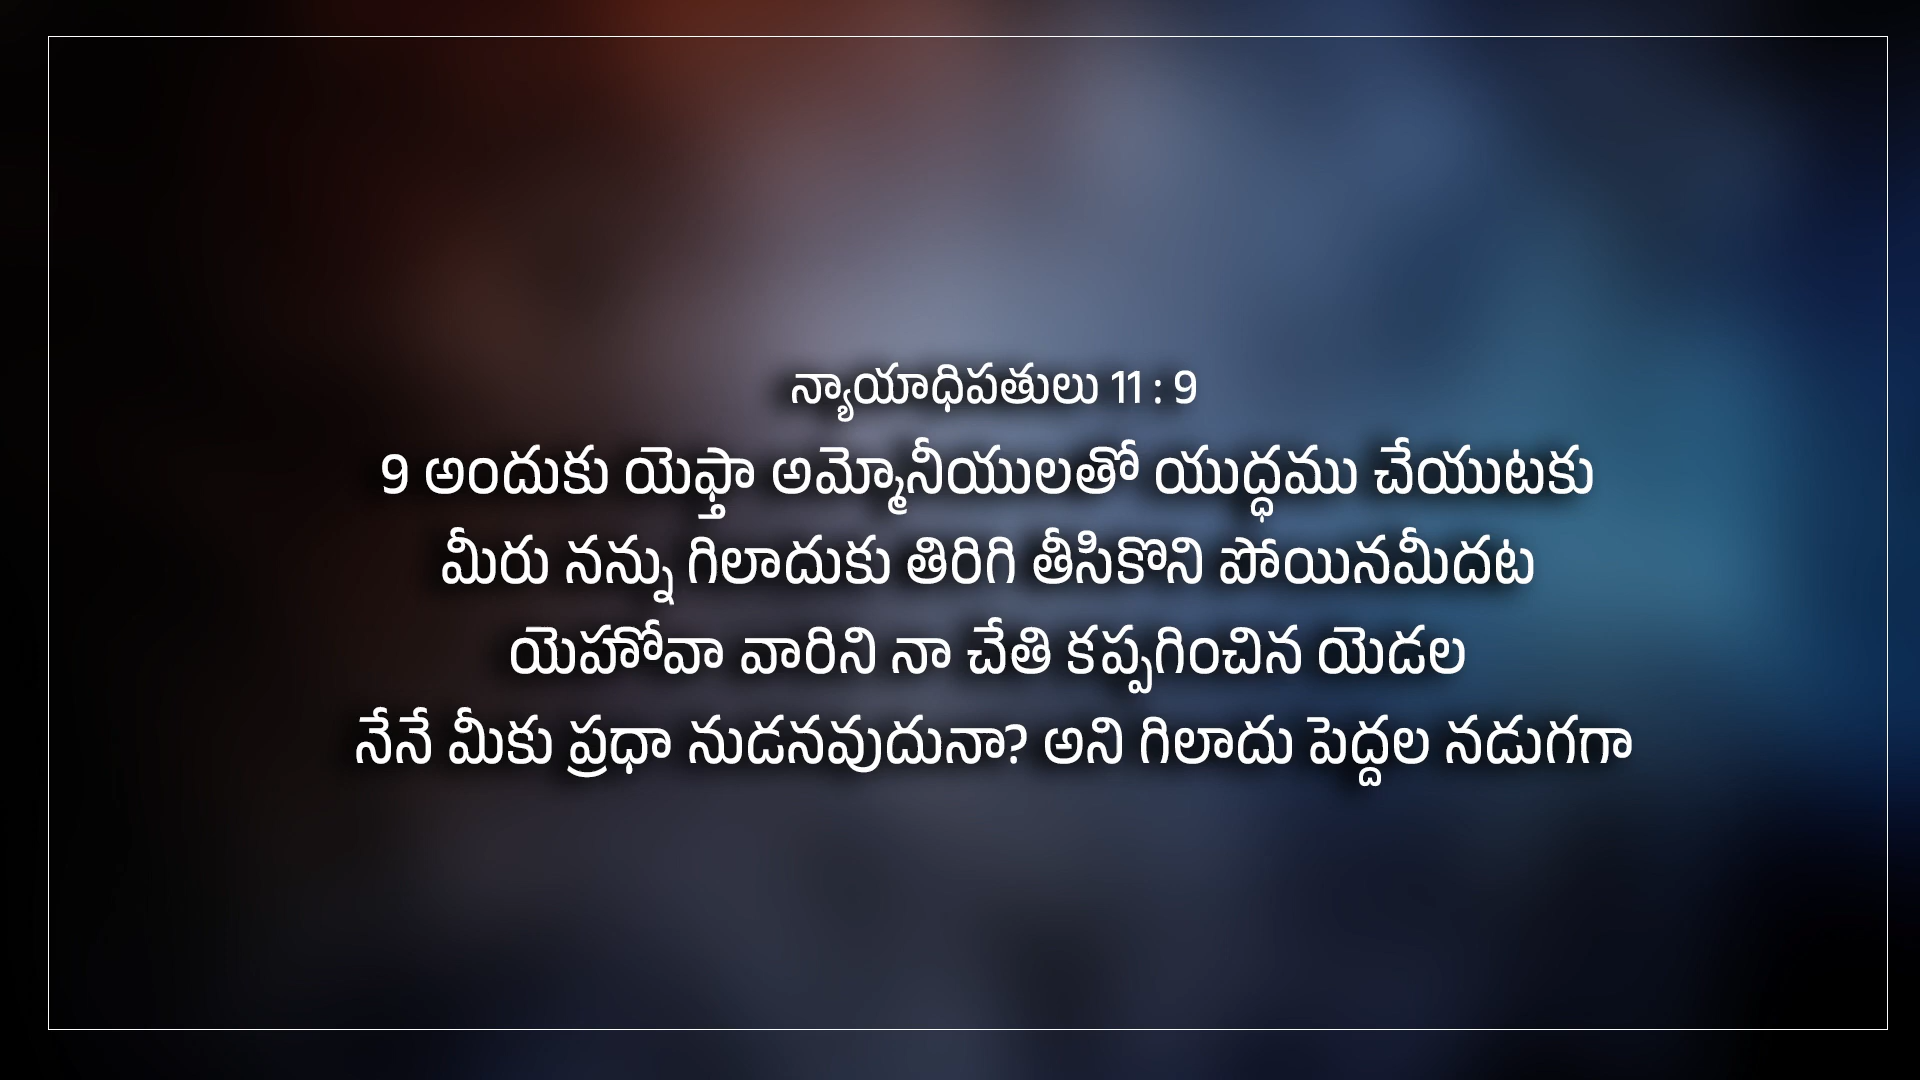 న్యాయాధిపతులు 11 : 9
9 అందుకు యెఫ్తా అమ్మోనీయులతో యుద్ధము చేయుటకు
మీరు నన్ను గిలాదుకు తిరిగి తీసికొని పోయినమీదట
యెహోవా వారిని నా చేతి కప్పగించిన యెడల
నేనే మీకు ప్రధా నుడనవుదునా? అని గిలాదు పెద్దల నడుగగా